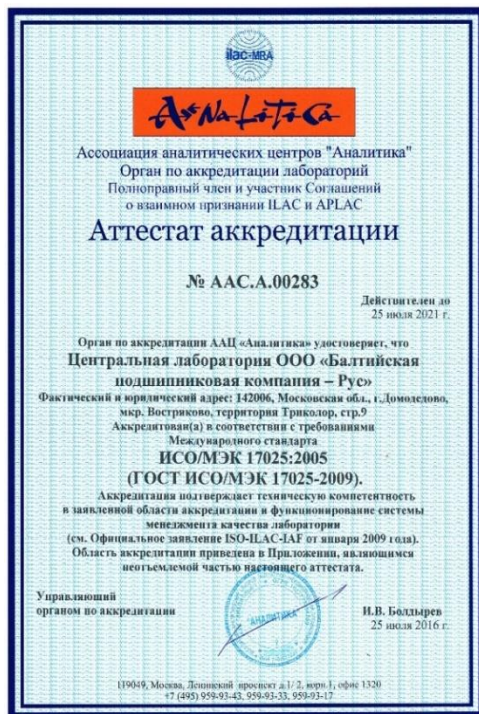 ilac-MRA
AsNaLiTiCa
Ассоциация аналитических центров "Аналитика"
Орган по аккредитации лабораторий
Полноправный член и участник Соглашений
о взаимном признании ILAC и APLAC
Аттестат аккредитации
№ ААС.А.00283
Действителен до
25 июля 2021 г.
Орган по аккредитации ААЦ «Аналитика» удостоверяет, что
Центральная лаборатория ООО «Балтийская
подшипниковая компания – Рус»
Фактический и юридический адрес: 142006, Московская обл., г.Домодедово,
мкр. Востряково, территория Триколор, стр.9
Аккредитован(а) в соответствии с требованиями
Международного стандарта
ИСО/МЭК 17025:2005
(ГОСТ ИСО/МЭК 17025-2009).
Аккредитация подтверждает техническую компетентность
в заявленной области аккредитации и функционирование системы
менеджмента качества лаборатории
(см. Официальное заявление ISO-ILAC-IAF от января 2009 года).
Область аккредитации приведена в Приложении, являющимся
неотъемлемой частью настоящего аттестата.
Управляющий
органом по аккредитации
"АНАЛИТИКА"
И.В. Болдырев
25 июля 2016 г.
119049, Москва, Ленинский проспект д.1/ 2, корп.1, офис 1320
+7 (495) 959-93-43, 959-93-33, 959-93-17